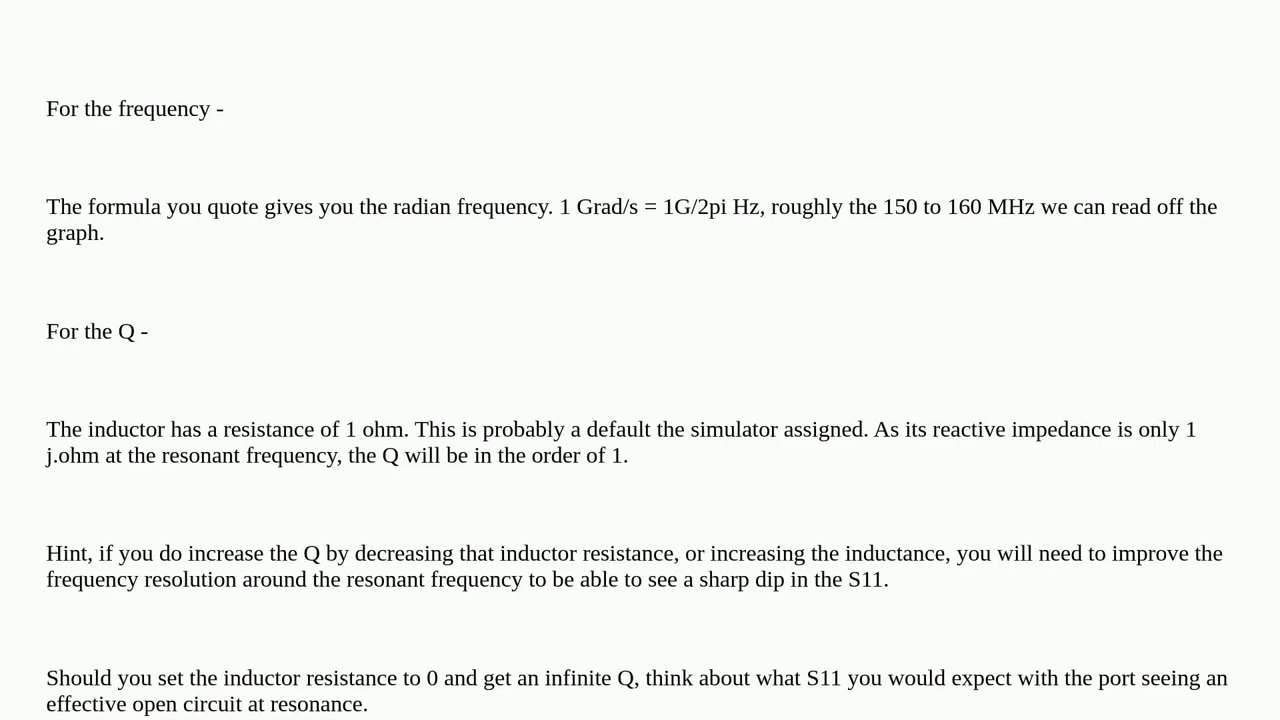 For the frequency -
The formula you quote gives you the radian frequency. 1 Grad/s = 1G/2pi Hz, roughly the 150 to 160 MHz we can read off the
graph.
For the Q -
The inductor has a resistance of 1 ohm. This is probably a default the simulator assigned. As its reactive impedance is only 1
j.ohm at the resonant frequency, the Q will be in the order of 1.
Hint, if you do increase the Q by decreasing that inductor resistance, or increasing the inductance, you will need to improve the
frequency resolution around the resonant frequency to be able to see a sharp dip in the S11.
Should you set the inductor resistance to 0 and get an infinite Q, think about what S11 you would expect with the port seeing an
effective open circuit at resonance.